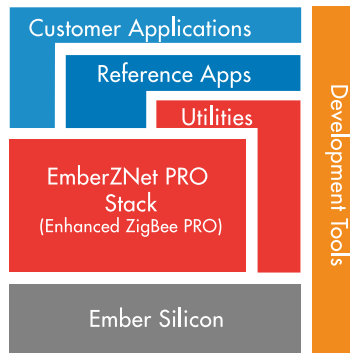 Customer Applications
Reference Apps
Utilities
EmberZNet PRO
Stack
(Enhanced ZigBee PRO)
Ember Silicon
Development Tools